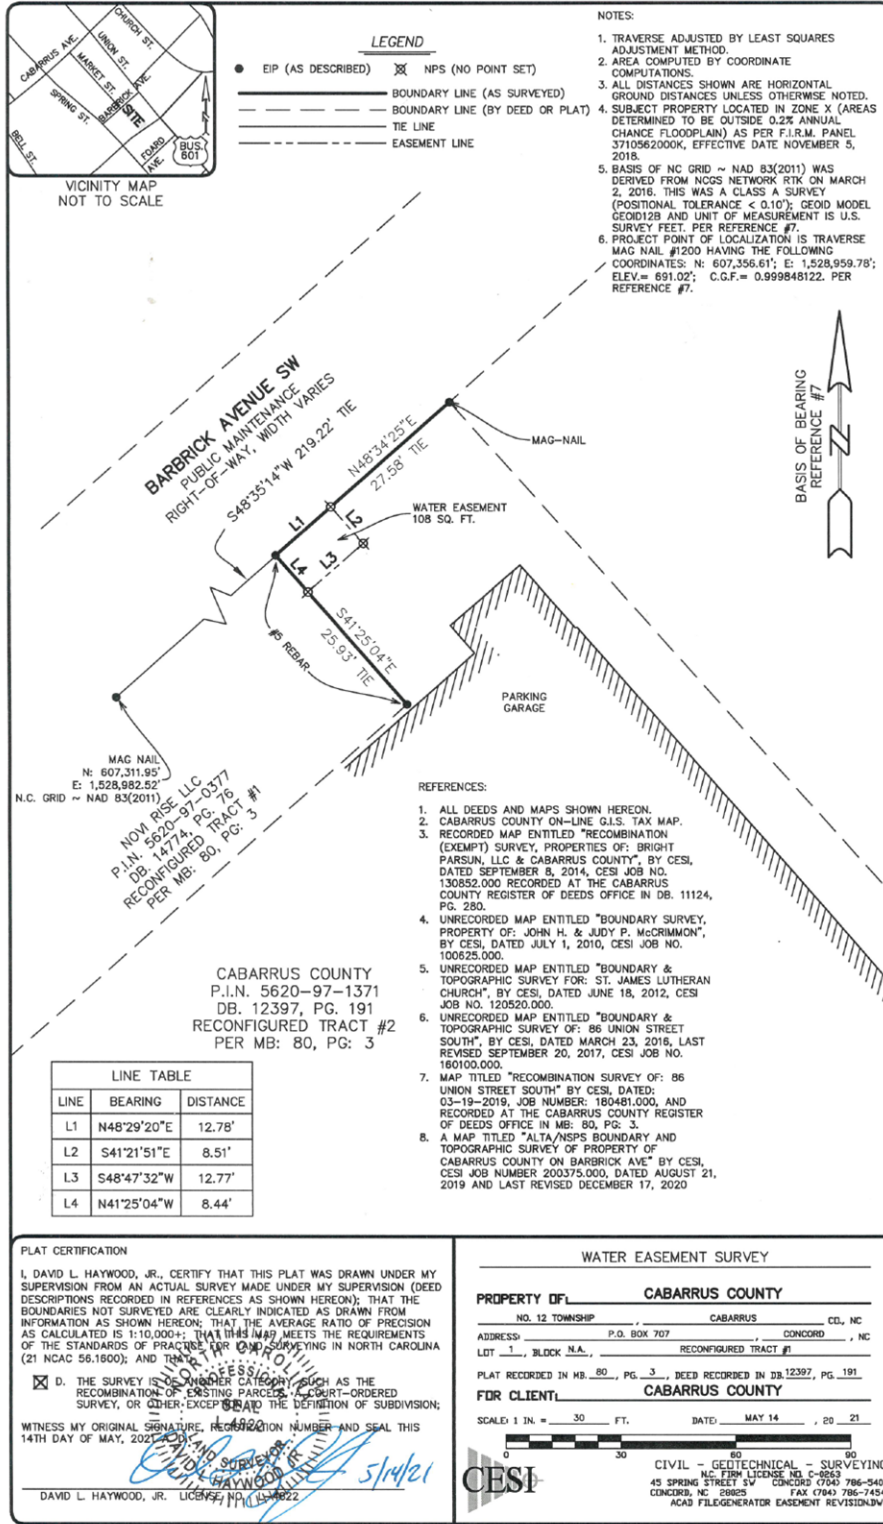 CHURCH ST.
UNION ST.
CABARRUS AVE.
MARKET ST.
BARBRICK AVE.
SPRING ST.
SITE
BELL ST.
FOARD
AVE.
BUS.
601
VICINITY MAP
NOT TO SCALE
LEGEND
EIP (AS DESCRIBED)
NPS (NO POINT SET)
BOUNDARY LINE (AS SURVEYED)
BOUNDARY LINE (BY DEED OR PLAT)
TIE LINE
EASEMENT LINE
NOTES:
1. TRAVERSE ADJUSTED BY LEAST SQUARES
ADJUSTMENT METHOD.
2. AREA COMPUTED BY COORDINATE
COMPUTATIONS.
3. ALL DISTANCES SHOWN ARE HORIZONTAL
GROUND DISTANCES UNLESS OTHERWISE NOTED.
4. SUBJECT PROPERTY LOCATED IN ZONE X (AREAS
DETERMINED TO BE OUTSIDE 0.2% ANNUAL
CHANCE FLOODPLAIN) AS PER F.I.R.M. PANEL
3710562000K, EFFECTIVE DATE NOVEMBER 5,
2018.
5. BASIS OF NC GRID ~ NAD 83(2011) WAS
DERIVED FROM NCGS NETWORK RTK ON MARCH
2, 2016. THIS WAS A CLASS A SURVEY
(POSITIONAL TOLERANCE < 0.10'); GEOID MODEL
GEOID12B AND UNIT OF MEASUREMENT IS U.S.
SURVEY FEET. PER REFERENCE #7.
6. PROJECT POINT OF LOCALIZATION IS TRAVERSE
MAG NAIL #1200 HAVING THE FOLLOWING
COORDINATES: N: 607,356.61'; E: 1,528,959.78';
ELEV.= 691.02'; C.G.F.= 0.999848122. PER
REFERENCE #7.
BASIS OF BEARING
REFERENCE #7
N
BARBRICK AVENUE SW
PUBLIC MAINTENANCE
RIGHT-OF-WAY, WIDTH VARIES
S48°35'14"W 219.22' TIE
N48°34'25"E
27.58' TIE
MAG-NAIL
WATER EASEMENT
108 SQ. FT.
L1
L2
L3
L4
#5 REBAR
S41°25'04"E
25.93' TIE
PARKING
GARAGE
MAG NAIL
N: 607,311.95'
E: 1,528,982.52'
N.C. GRID ~ NAD 83(2011)
NOVI RISE LLC
P.I.N. 5620-97-0377
DB. 14774, PG. 76
RECONFIGURED TRACT #1
PER MB: 80, PG: 3
CABARRUS COUNTY
P.I.N. 5620-97-1371
DB. 12397, PG. 191
RECONFIGURED TRACT #2
PER MB: 80, PG: 3
REFERENCES:
1. ALL DEEDS AND MAPS SHOWN HEREON.
2. CABARRUS COUNTY ON-LINE G.I.S. TAX MAP.
3. RECORDED MAP ENTITLED "RECOMBINATION
(EXEMPT) SURVEY, PROPERTIES OF: BRIGHT
PARSUN, LLC & CABARRUS COUNTY", BY CESI,
DATED SEPTEMBER 8, 2014, CESI JOB NO.
130852.000 RECORDED AT THE CABARRUS
COUNTY REGISTER OF DEEDS OFFICE IN DB. 11124,
PG. 280.
4. UNRECORDED MAP ENTITLED "BOUNDARY SURVEY,
PROPERTY OF: JOHN H. & JUDY P. McCRIMMON",
BY CESI, DATED JULY 1, 2010, CESI JOB NO.
100625.000.
5. UNRECORDED MAP ENTITLED "BOUNDARY &
TOPOGRAPHIC SURVEY FOR: ST. JAMES LUTHERAN
CHURCH", BY CESI, DATED JUNE 18, 2012, CESI
JOB NO. 120520.000.
6. UNRECORDED MAP ENTITLED "BOUNDARY &
TOPOGRAPHIC SURVEY OF: 86 UNION STREET
SOUTH", BY CESI, DATED MARCH 23, 2016, LAST
REVISED SEPTEMBER 20, 2017, CESI JOB NO.
160100.000.
7. MAP TITLED "RECOMBINATION SURVEY OF: 86
UNION STREET SOUTH" BY CESI, DATED:
03-19-2019, JOB NUMBER: 180481.000, AND
RECORDED AT THE CABARRUS COUNTY REGISTER
OF DEEDS OFFICE IN MB: 80, PG: 3.
8. A MAP TITLED "ALTA/NSPS BOUNDARY AND
TOPOGRAPHIC SURVEY OF PROPERTY OF
CABARRUS COUNTY ON BARBRICK AVE" BY CESI,
CESI JOB NUMBER 200375.000, DATED AUGUST 21,
2019 AND LAST REVISED DECEMBER 17, 2020
LINE TABLE
LINE BEARING DISTANCE
L1 N48°29'20"E 12.78'
L2 S41°21'51"E 8.51'
L3 S48°47'32"W 12.77'
L4 N41°25'04"W 8.44'
PLAT CERTIFICATION
I, DAVID L. HAYWOOD, JR., CERTIFY THAT THIS PLAT WAS DRAWN UNDER MY
SUPERVISION FROM AN ACTUAL SURVEY MADE UNDER MY SUPERVISION (DEED
DESCRIPTIONS RECORDED IN REFERENCES AS SHOWN HEREON); THAT THE
BOUNDARIES NOT SURVEYED ARE CLEARLY INDICATED AS DRAWN FROM
INFORMATION AS SHOWN HEREON; THAT THE AVERAGE RATIO OF PRECISION
AS CALCULATED IS 1:10,000+; THAT THIS MAP MEETS THE REQUIREMENTS
OF THE STANDARDS OF PRACTICE FOR LAND SURVEYING IN NORTH CAROLINA
(21 NCAC 56.1600); AND THAT
D. THE SURVEY IS OF ANOTHER CATEGORY, SUCH AS THE
RECOMBINATION OF EXISTING PARCELS, A COURT-ORDERED
SURVEY, OR OTHER EXCEPTION TO THE DEFINITION OF SUBDIVISION;
WITNESS MY ORIGINAL SIGNATURE, REGISTRATION NUMBER AND SEAL THIS
14TH DAY OF MAY, 2021 A.D.
NORTH CAROLINA
PROFESSIONAL
SEAL
L-4822
LAND SURVEYOR
DAVID L. HAYWOOD JR
5/14/21
DAVID L. HAYWOOD, JR. LICENSE NO. L-4822
WATER EASEMENT SURVEY
PROPERTY OF: CABARRUS COUNTY
NO. 12 TOWNSHIP , CABARRUS CO., NC
ADDRESS: P.O. BOX 707 , CONCORD , NC
LOT 1 , BLOCK N.A. , RECONFIGURED TRACT #1
PLAT RECORDED IN MB. 80 , PG. 3 , DEED RECORDED IN DB. 12397, PG. 191
FOR CLIENT: CABARRUS COUNTY
SCALE: 1 IN. = 30 FT. DATE: MAY 14 , 20 21
0 30 60 90
CESI
CIVIL - GEOTECHNICAL - SURVEYING
N.C. FIRM LICENSE NO. C-0263
45 SPRING STREET SW CONCORD (704) 786-540
CONCORD, NC 28025 FAX (704) 786-7454
ACAD FILE:GENERATOR EASEMENT REVISION.DW